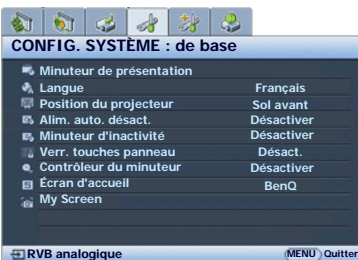 CONFIG. SYSTÈME : de base
Minuteur de présentation
Langue Français
Position du projecteur Sol avant
Alim. auto. désact. Désactiver
Minuteur d'inactivité Désactiver
Verr. touches panneau Désact.
Contrôleur du minuteur Désactiver
Écran d'accueil BenQ
My Screen
RVB analogique MENU Quitter